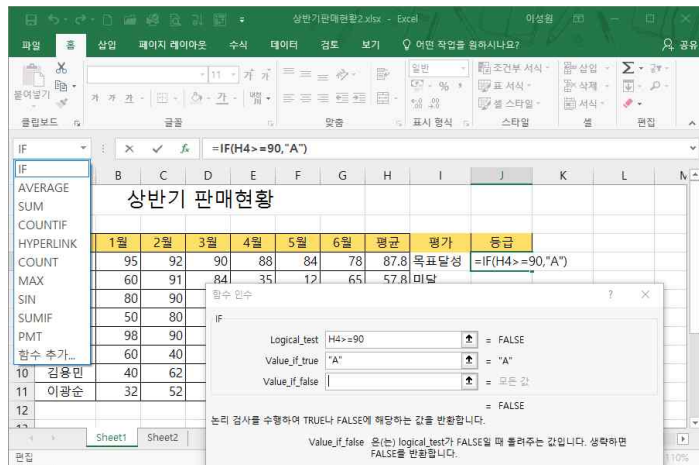 상반기판매현황2.xlsx - Excel
이성원
파일 홈 삽입 페이지 레이아웃 수식 데이터 검토 보기 어떤 작업을 원하시나요? 공유
붙여넣기 11 가 가 가 가 가 일반 % 조건부 서식 표 서식 셀 스타일 삽입 삭제 서식
클립보드 글꼴 맞춤 표시 형식 스타일 셀 편집
IF =IF(H4>=90,"A")
IF
AVERAGE
SUM
COUNTIF
HYPERLINK
COUNT
MAX
SIN
SUMIF
PMT
함수 추가...
B C D E F G H I J K L
상반기 판매현황
1월 2월 3월 4월 5월 6월 평균 평가 등급
95 92 90 88 84 78 87.8 목표달성 =IF(H4>=90,"A")
60 91 84 35 12 65 57.8 미달
80 90
50 80
98 90
60 40
10 김용민 40 62
11 이광순 32 52
12
함수 인수 ? ×
IF
Logical_test H4>=90 = FALSE
Value_if_true "A" = "A"
Value_if_false = 모든 값
= FALSE
논리 검사를 수행하여 TRUE나 FALSE에 해당하는 값을 반환합니다.
Value_if_false 은(는) logical_test가 FALSE일 때 돌려주는 값입니다. 생략하면
FALSE를 반환합니다.
Sheet1 Sheet2
편집 110%